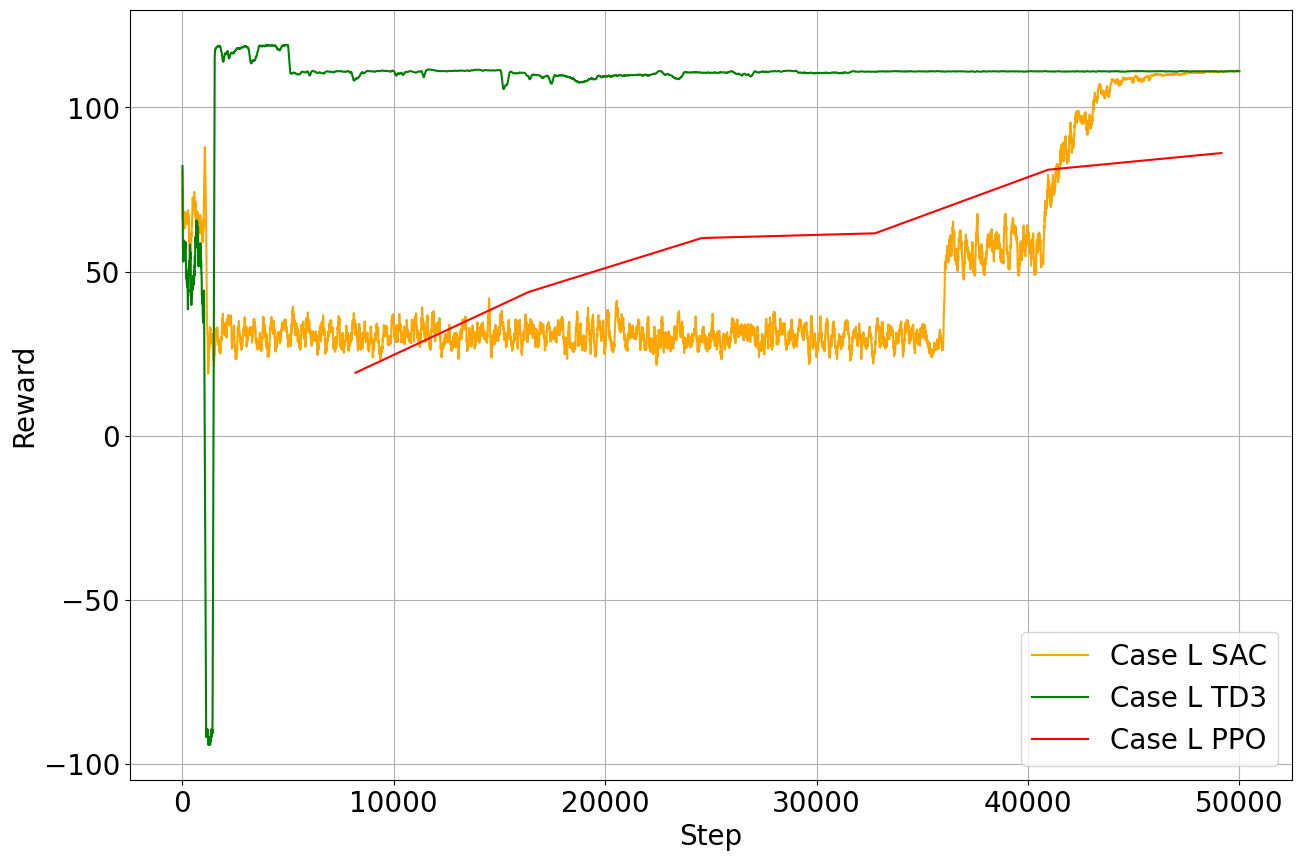 100
50
0
−50
−100
Reward
0
10000
20000
30000
40000
50000
Step
Case L SAC
Case L TD3
Case L PPO